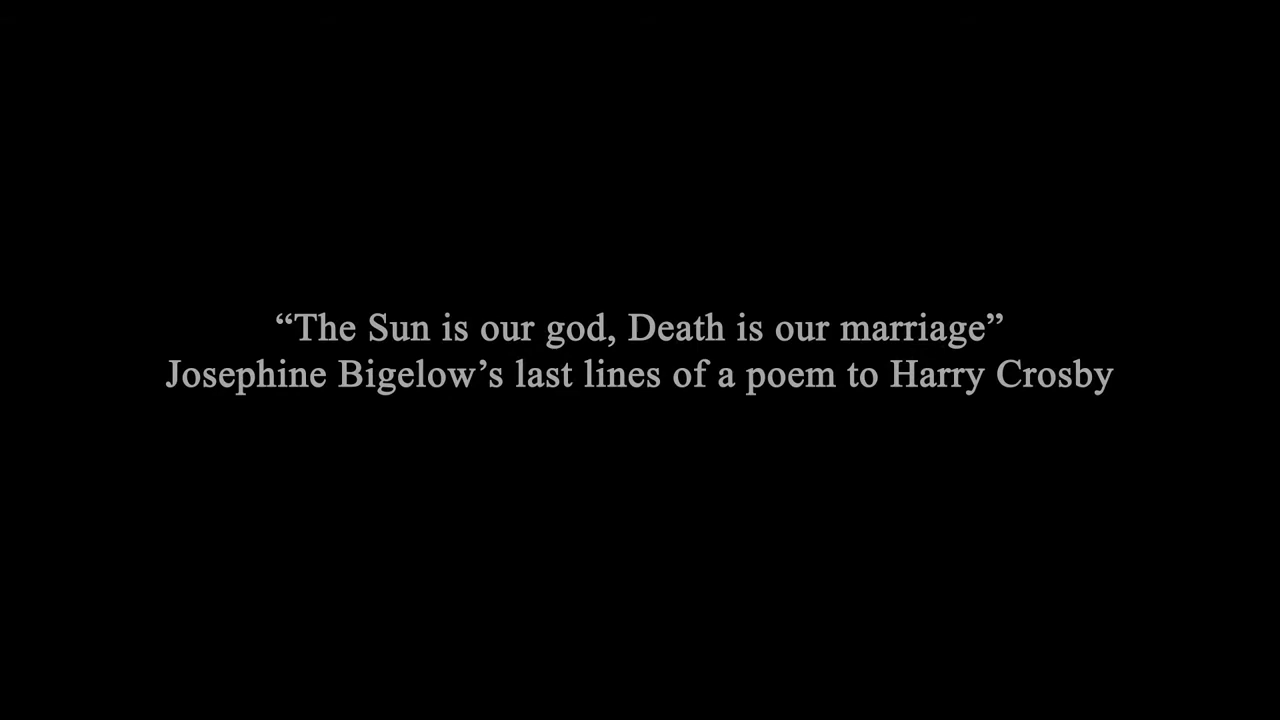 “The Sun is our god, Death is our marriage”
Josephine Bigelow’s last lines of a poem to Harry Crosby